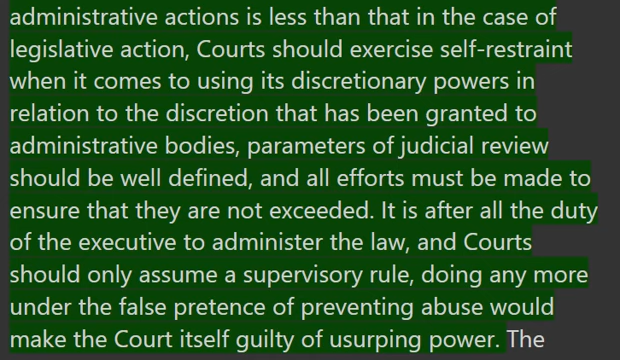 administrative actions is less than that in the case of
legislative action, Courts should exercise self-restraint
when it comes to using its discretionary powers in
relation to the discretion that has been granted to
administrative bodies, parameters of judicial review
should be well defined, and all efforts must be made to
ensure that they are not exceeded. It is after all the duty
of the executive to administer the law, and Courts
should only assume a supervisory rule, doing any more
under the false pretence of preventing abuse would
make the Court itself guilty of usurping power. The